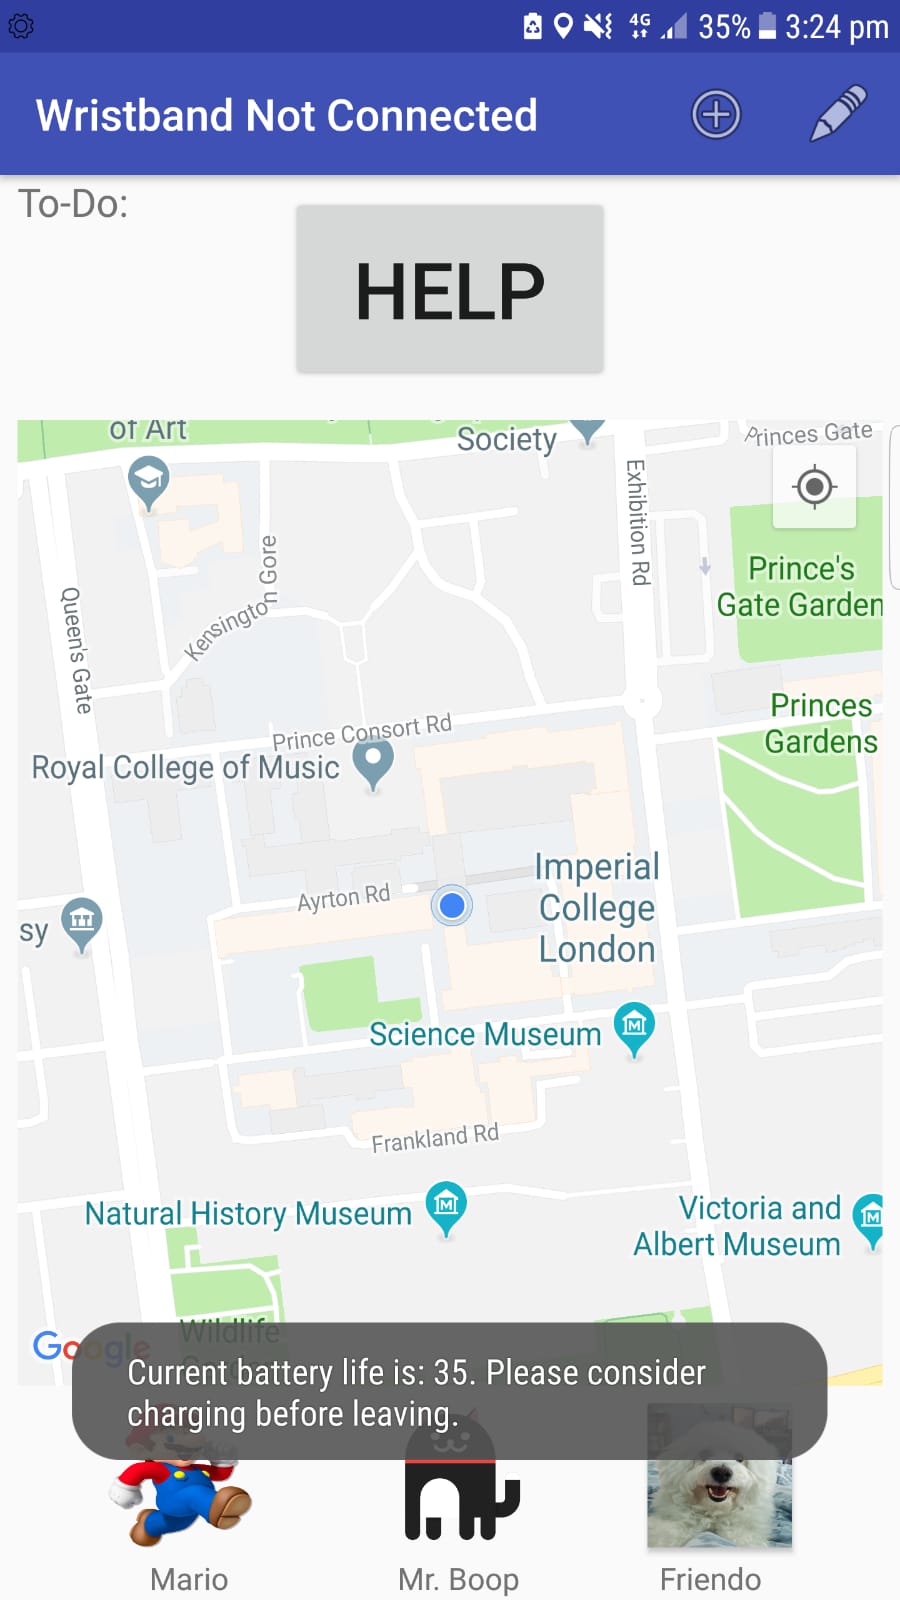 4G 35% 3:24 pm
Wristband Not Connected
To-Do:
HELP
of Art
Society
Princes Gate
Exhibition Rd
Prince's
Gate Garden
Kensington Gore
Queen's Gate
Princes
Gardens
Prince Consort Rd
Royal College of Music
Imperial
College
London
Ayrton Rd
sy
Science Museum
Frankland Rd
Natural History Museum
Victoria and
Albert Museum
Wildlife
Google
Current battery life is: 35. Please consider
charging before leaving.
Mario
Mr. Boop
Friendo